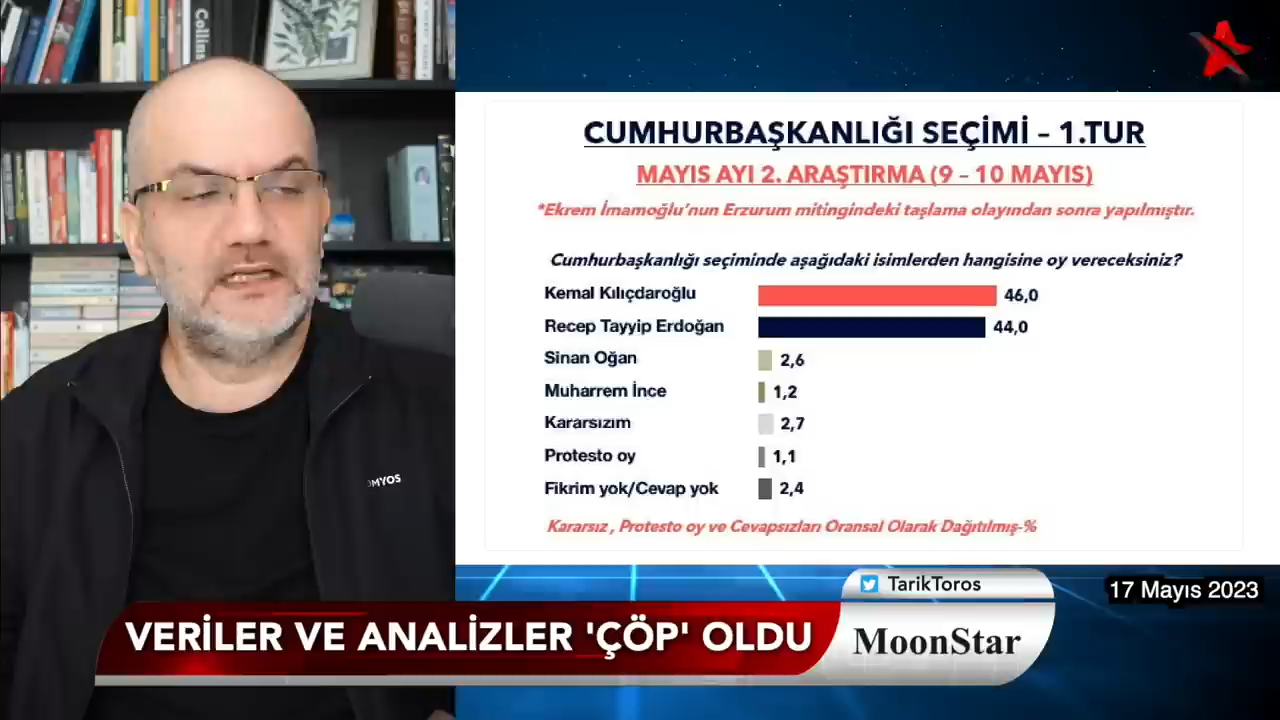 Collins
CUMHURBAŞKANLIĞI SEÇİMİ – 1.TUR
MAYIS AYI 2. ARAŞTIRMA (9 – 10 MAYIS)
*Ekrem İmamoğlu'nun Erzurum mitingindeki taşlama olayından sonra yapılmıştır.
Cumhurbaşkanlığı seçiminde aşağıdaki isimlerden hangisine oy vereceksiniz?
Kemal Kılıçdaroğlu 46,0
Recep Tayyip Erdoğan 44,0
Sinan Oğan 2,6
Muharrem İnce 1,2
Kararsızım 2,7
Protesto oy 1,1
Fikrim yok/Cevap yok 2,4
Kararsız , Protesto oy ve Cevapsızları Oransal Olarak Dağıtılmış-%
OMYOS
TarikToros
17 Mayıs 2023
VERİLER VE ANALİZLER 'ÇÖP' OLDU
MoonStar